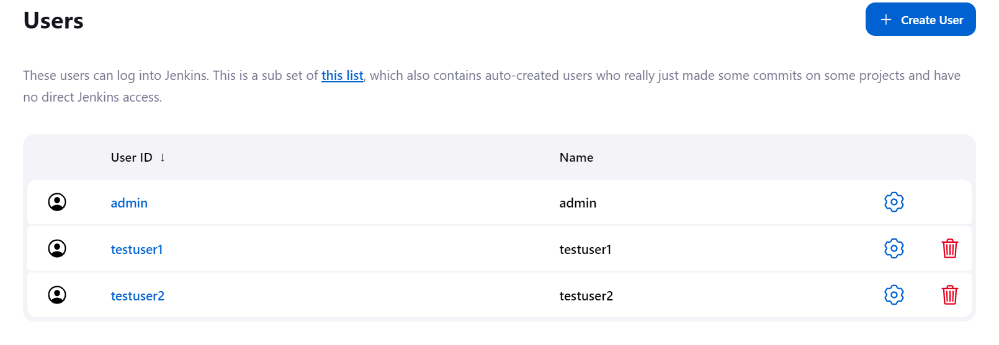 Users
Create User
These users can log into Jenkins. This is a sub set of this list, which also contains auto-created users who really just made some commits on some projects and have
no direct Jenkins access.
User ID ↓ Name
admin admin
testuser1 testuser1
testuser2 testuser2